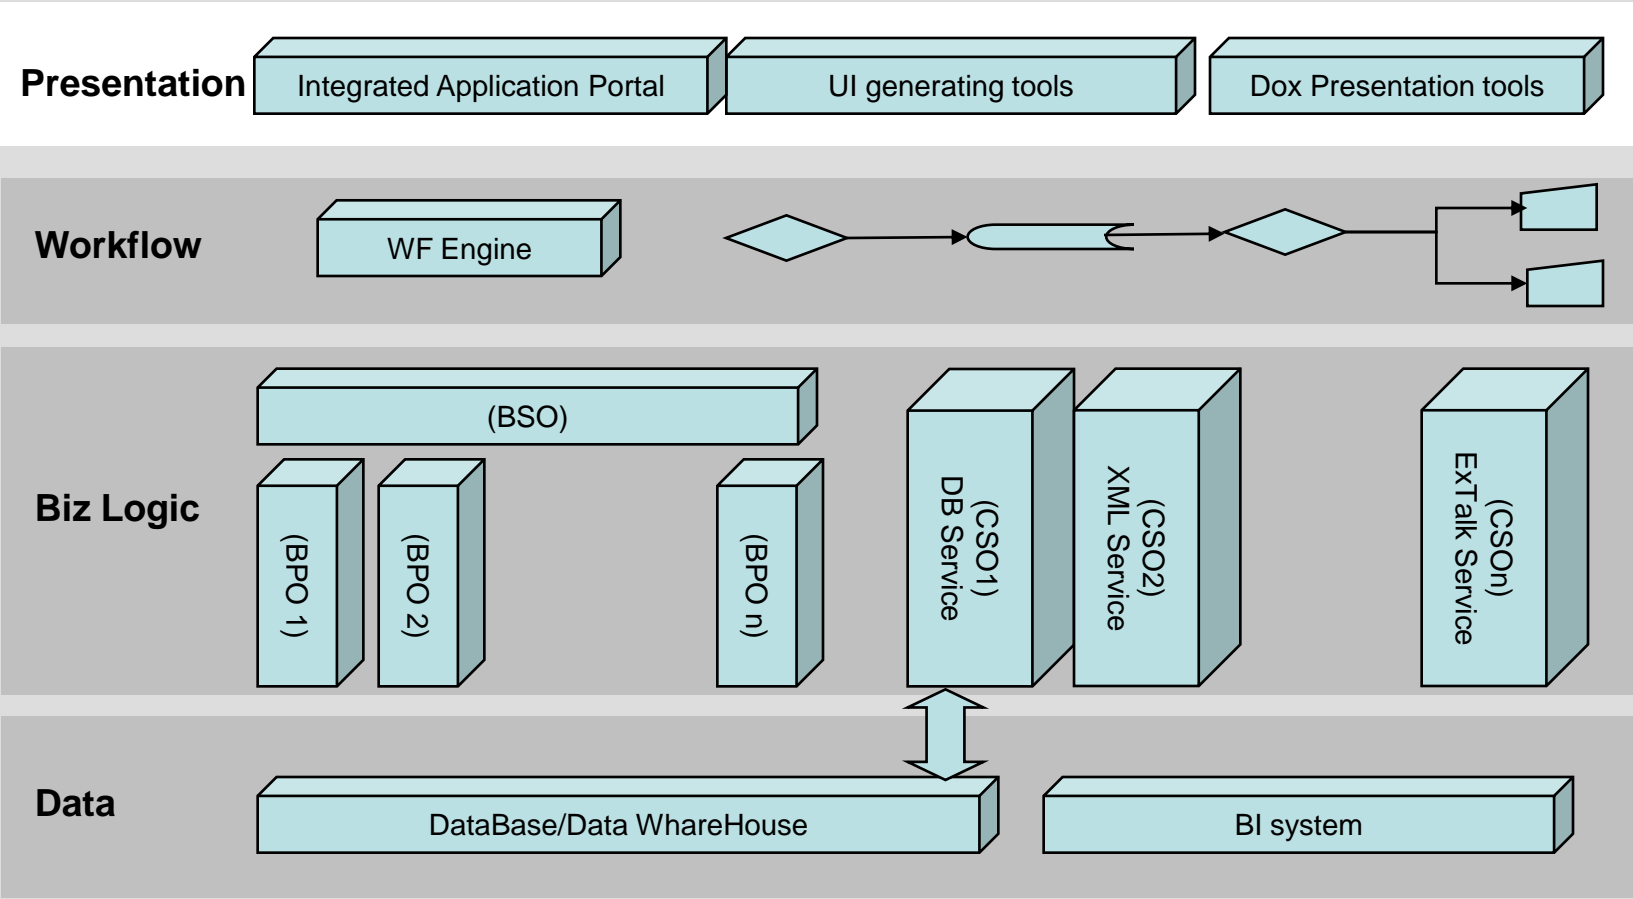 Presentation
Integrated Application Portal
UI generating tools
Dox Presentation tools
Workflow
WF Engine
Biz Logic
(BSO)
(BPO 1)
(BPO 2)
(BPO n)
(CSO1)
DB Service
(CSO2)
XML Service
(CSOn)
ExTalk Service
Data
DataBase/Data WhareHouse
BI system